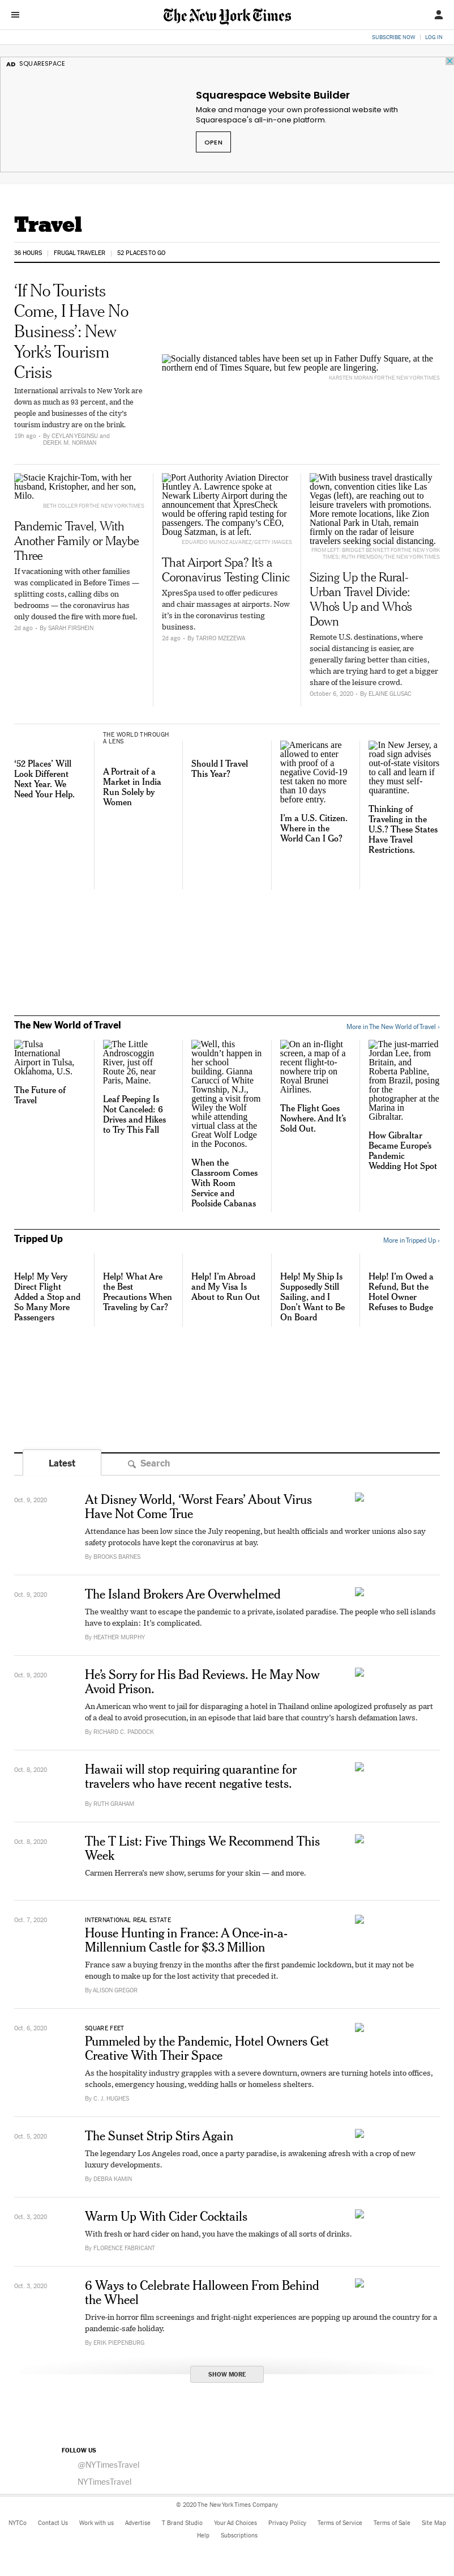 The New York Times
SUBSCRIBE NOW | LOG IN
AD SQUARESPACE
Squarespace Website Builder
Make and manage your own professional website with
Squarespace's all-in-one platform.
OPEN
Travel
36 HOURS | FRUGAL TRAVELER | 52 PLACES TO GO
‘If No Tourists
Come, I Have No
Business’: New
York’s Tourism
Crisis
International arrivals to New York are
down as much as 93 percent, and the
people and businesses of the city’s
tourism industry are on the brink.
19h ago - By CEYLAN YEGINSU and
DEREK M. NORMAN
Socially distanced tables have been set up in Father Duffy Square, at the
northern end of Times Square, but few people are lingering.
KARSTEN MORAN FOR THE NEW YORK TIMES
Stacie Krajchir-Tom, with her
husband, Kristopher, and her son,
Milo.
BETH COLLER FOR THE NEW YORK TIMES
Pandemic Travel, With
Another Family or Maybe
Three
If vacationing with other families
was complicated in Before Times —
splitting costs, calling dibs on
bedrooms — the coronavirus has
only doused the fire with more fuel.
2d ago - By SARAH FIRSHEIN
Port Authority Aviation Director
Huntley A. Lawrence spoke at
Newark Liberty Airport during the
announcement that XpresCheck
would be offering rapid testing for
passengers. The company’s CEO,
Doug Satzman, is at left.
EDUARDO MUNOZ ALVAREZ/GETTY IMAGES
That Airport Spa? It’s a
Coronavirus Testing Clinic
XpresSpa used to offer pedicures
and chair massages at airports. Now
it’s in the coronavirus testing
business.
2d ago - By TARIRO MZEZEWA
With business travel drastically
down, convention cities like Las
Vegas (left), are reaching out to
leisure travelers with promotions.
More remote locations, like Zion
National Park in Utah, remain
firmly on the radar of leisure
travelers seeking social distancing.
FROM LEFT: BRIDGET BENNETT FOR THE NEW YORK
TIMES; RUTH FREMSON/THE NEW YORK TIMES
Sizing Up the Rural-
Urban Travel Divide:
Who’s Up and Who’s
Down
Remote U.S. destinations, where
social distancing is easier, are
generally faring better than cities,
which are trying hard to get a bigger
share of the leisure crowd.
October 6, 2020 - By ELAINE GLUSAC
‘52 Places’ Will
Look Different
Next Year. We
Need Your Help.
THE WORLD THROUGH
A LENS
A Portrait of a
Market in India
Run Solely by
Women
Should I Travel
This Year?
Americans are
allowed to enter
with proof of a
negative Covid-19
test taken no more
than 10 days
before entry.
I’m a U.S. Citizen.
Where in the
World Can I Go?
In New Jersey, a
road sign advises
out-of-state visitors
to call and learn if
they must self-
quarantine.
Thinking of
Traveling in the
U.S.? These States
Have Travel
Restrictions.
The New World of Travel
More in The New World of Travel ›
Tulsa
International
Airport in Tulsa,
Oklahoma, U.S.
The Future of
Travel
The Little
Androscoggin
River, just off
Route 26, near
Paris, Maine.
Leaf Peeping Is
Not Canceled: 6
Drives and Hikes
to Try This Fall
Well, this
wouldn’t happen in
her school
building. Gianna
Carucci of White
Township, N.J.,
getting a visit from
Wiley the Wolf
while attending
virtual class at the
Great Wolf Lodge
in the Poconos.
When the
Classroom Comes
With Room
Service and
Poolside Cabanas
On an in-flight
screen, a map of a
recent flight-to-
nowhere trip on
Royal Brunei
Airlines.
The Flight Goes
Nowhere. And It’s
Sold Out.
The just-married
Jordan Lee, from
Britain, and
Roberta Pabline,
from Brazil, posing
for the
photographer at the
Marina in
Gibraltar.
How Gibraltar
Became Europe’s
Pandemic
Wedding Hot Spot
Tripped Up
More in Tripped Up ›
Help! My Very
Direct Flight
Added a Stop and
So Many More
Passengers
Help! What Are
the Best
Precautions When
Traveling by Car?
Help! I’m Abroad
and My Visa Is
About to Run Out
Help! My Ship Is
Supposedly Still
Sailing, and I
Don’t Want to Be
On Board
Help! I’m Owed a
Refund, But the
Hotel Owner
Refuses to Budge
Latest
Search
Oct. 9, 2020
At Disney World, ‘Worst Fears’ About Virus
Have Not Come True
Attendance has been low since the July reopening, but health officials and worker unions also say
safety protocols have kept the coronavirus at bay.
By BROOKS BARNES
Oct. 9, 2020
The Island Brokers Are Overwhelmed
The wealthy want to escape the pandemic to a private, isolated paradise. The people who sell islands
have to explain: It’s complicated.
By HEATHER MURPHY
Oct. 9, 2020
He’s Sorry for His Bad Reviews. He May Now
Avoid Prison.
An American who went to jail for disparaging a hotel in Thailand online apologized profusely as part
of a deal to avoid prosecution, in an episode that laid bare that country’s harsh defamation laws.
By RICHARD C. PADDOCK
Oct. 8, 2020
Hawaii will stop requiring quarantine for
travelers who have recent negative tests.
By RUTH GRAHAM
Oct. 8, 2020
The T List: Five Things We Recommend This
Week
Carmen Herrera’s new show, serums for your skin — and more.
Oct. 7, 2020
INTERNATIONAL REAL ESTATE
House Hunting in France: A Once-in-a-
Millennium Castle for $3.3 Million
France saw a buying frenzy in the months after the first pandemic lockdown, but it may not be
enough to make up for the lost activity that preceded it.
By ALISON GREGOR
Oct. 6, 2020
SQUARE FEET
Pummeled by the Pandemic, Hotel Owners Get
Creative With Their Space
As the hospitality industry grapples with a severe downturn, owners are turning hotels into offices,
schools, emergency housing, wedding halls or homeless shelters.
By C. J. HUGHES
Oct. 5, 2020
The Sunset Strip Stirs Again
The legendary Los Angeles road, once a party paradise, is awakening afresh with a crop of new
luxury developments.
By DEBRA KAMIN
Oct. 3, 2020
Warm Up With Cider Cocktails
With fresh or hard cider on hand, you have the makings of all sorts of drinks.
By FLORENCE FABRICANT
Oct. 3, 2020
6 Ways to Celebrate Halloween From Behind
the Wheel
Drive-in horror film screenings and fright-night experiences are popping up around the country for a
pandemic-safe holiday.
By ERIK PIEPENBURG
SHOW MORE
FOLLOW US
@NYTimesTravel
NYTimesTravel
© 2020 The New York Times Company
NYTCo Contact Us Work with us Advertise T Brand Studio Your Ad Choices Privacy Policy Terms of Service Terms of Sale Site Map
Help Subscriptions